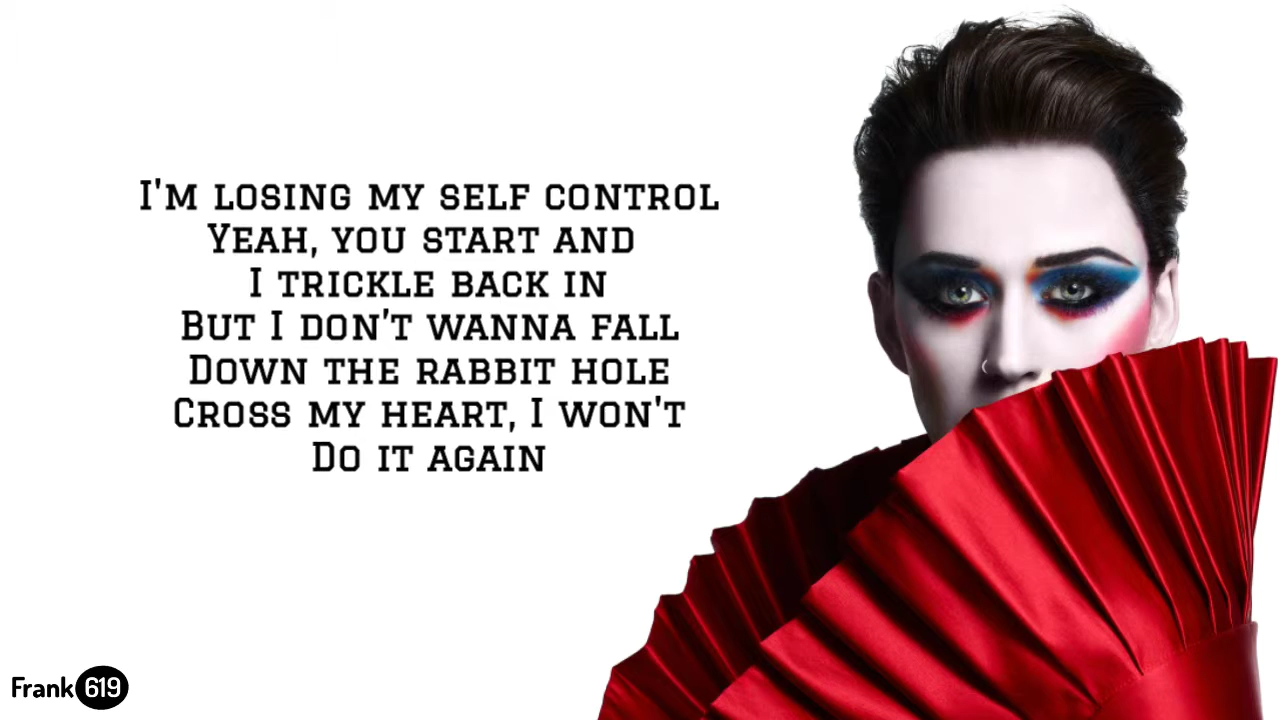 I'm losing my self control
Yeah, you start and
I trickle back in
But I don't wanna fall
Down the rabbit hole
Cross my heart, I won't
Do it again
Frank 619